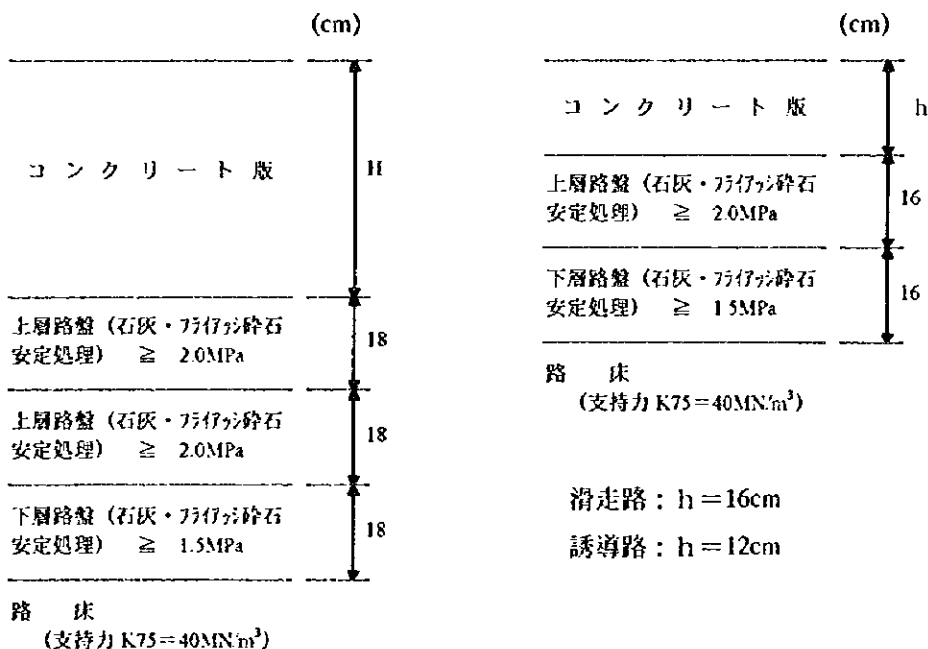 (cm)
コンクリート版
H
上層路盤 (石灰・フライアッシ砕石
安定処理) ≧ 2.0MPa
18
上層路盤 (石灰・フライアッシ砕石
安定処理) ≧ 2.0MPa
18
下層路盤 (石灰・フライアッシ砕石
安定処理) ≧ 1.5MPa
18
路 床
(支持力 K75=40MN/m³)
(cm)
コンクリート版
h
上層路盤 (石灰・フライアッシ砕石
安定処理) ≧ 2.0MPa
16
下層路盤 (石灰・フライアッシ砕石
安定処理) ≧ 1.5MPa
16
路 床
(支持力 K75=40MN/m³)
滑走路:h=16cm
誘導路:h=12cm